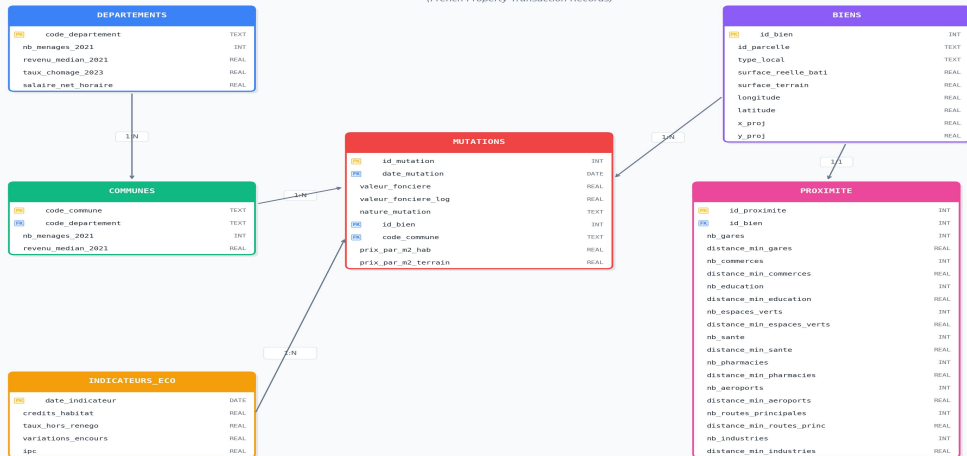 (French Property Transaction Records)
DEPARTEMENTS
PK code_departement TEXT
nb_menages_2021 INT
revenu_median_2021 REAL
taux_chomage_2023 REAL
salaire_net_horaire REAL
BIENS
PK id_bien INT
id_parcelle TEXT
type_local TEXT
surface_reelle_bati REAL
surface_terrain REAL
longitude REAL
latitude REAL
x_proj REAL
y_proj REAL
1:N
1:N
1:1
MUTATIONS
PK id_mutation INT
FK date_mutation DATE
valeur_fonciere REAL
valeur_fonciere_log REAL
nature_mutation TEXT
FK id_bien INT
FK code_commune TEXT
prix_par_m2_hab REAL
prix_par_m2_terrain REAL
COMMUNES
PK code_commune TEXT
FK code_departement TEXT
nb_menages_2021 INT
revenu_median_2021 REAL
1:N
PROXIMITE
PK id_proximite INT
FK id_bien INT
nb_gares INT
distance_min_gares REAL
nb_commerces INT
distance_min_commerces REAL
nb_education INT
distance_min_education REAL
nb_espaces_verts INT
distance_min_espaces_verts REAL
nb_sante INT
distance_min_sante REAL
nb_pharmacies INT
distance_min_pharmacies REAL
nb_aeroports INT
distance_min_aeroports REAL
nb_routes_principales INT
distance_min_routes_princ REAL
nb_industries INT
distance_min_industries REAL
1:N
INDICATEURS_ECO
PK date_indicateur DATE
credits_habitat REAL
taux_hors_renego REAL
variations_encours REAL
ipc REAL